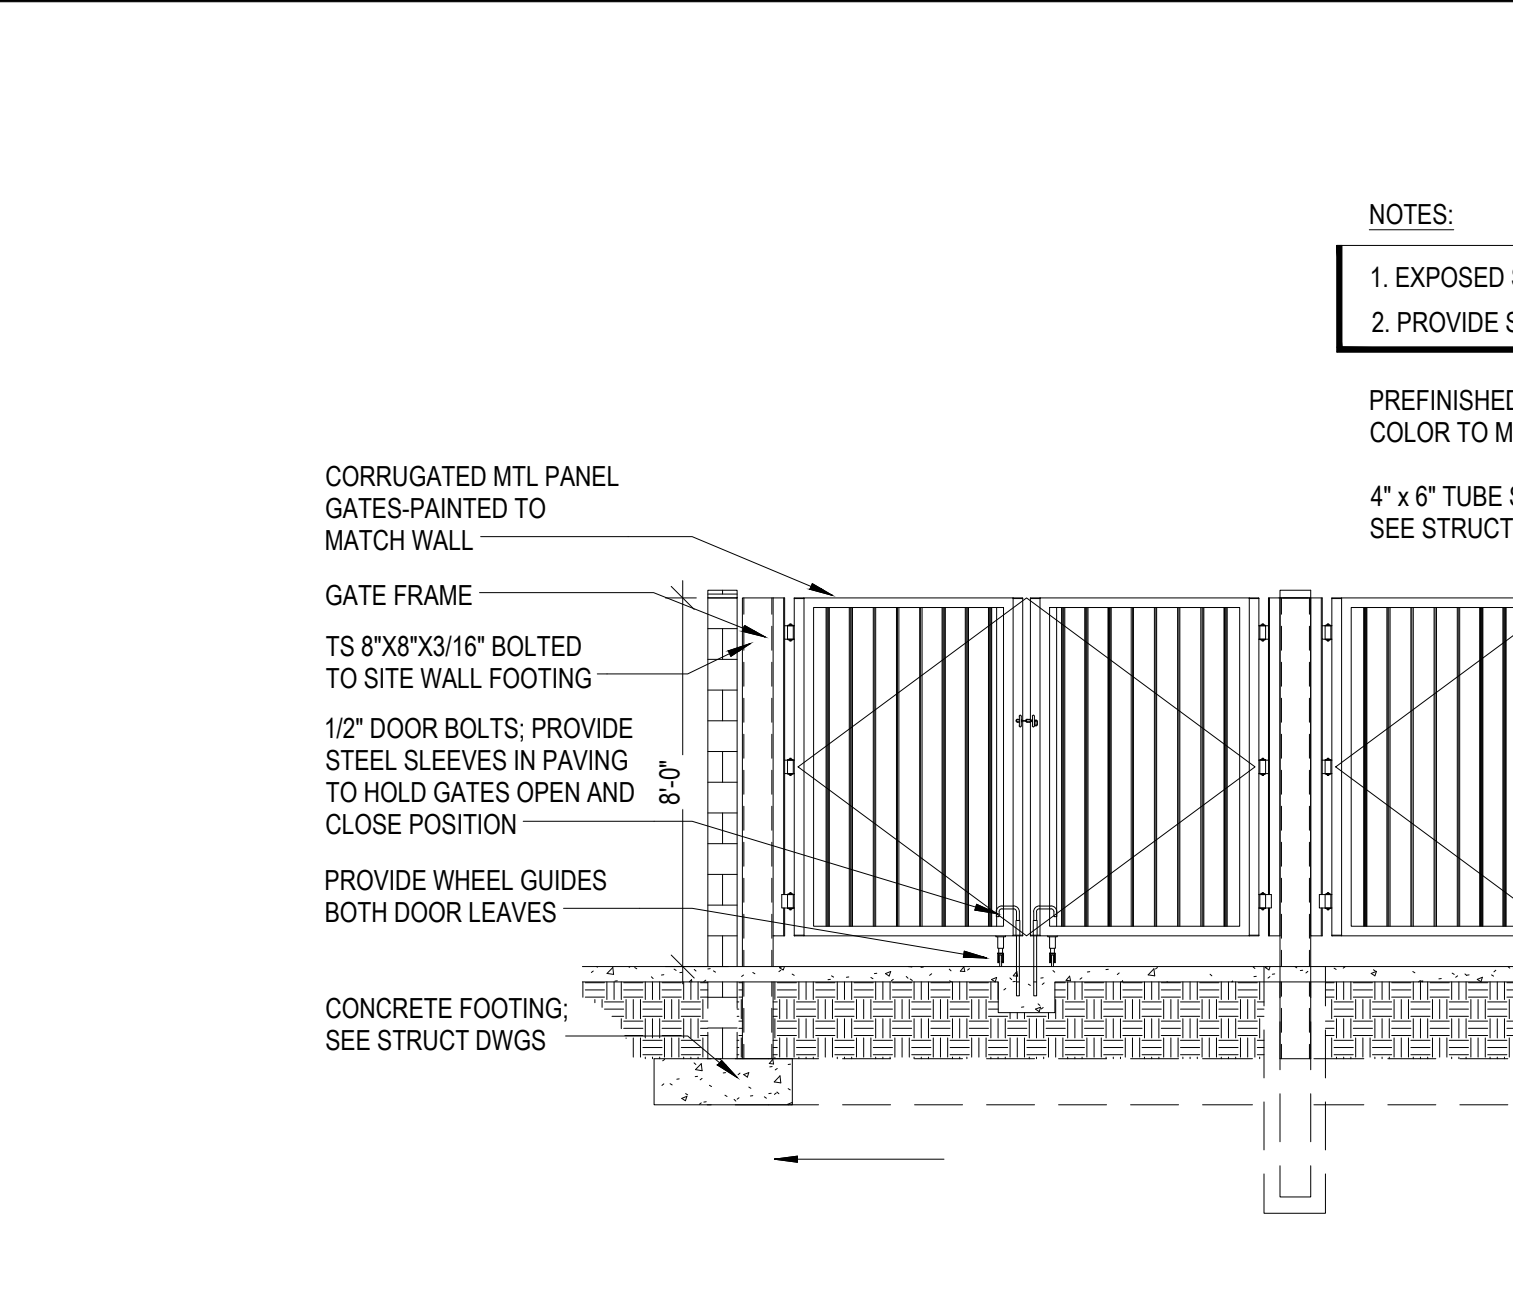 NOTES:
1. EXPOSED
2. PROVIDE
PREFINISHED
COLOR TO
4" x 6" TUBE
SEE STRUCT
CORRUGATED MTL PANEL
GATES-PAINTED TO
MATCH WALL
GATE FRAME
TS 8"X8"X3/16" BOLTED
TO SITE WALL FOOTING
1/2" DOOR BOLTS; PROVIDE
STEEL SLEEVES IN PAVING
TO HOLD GATES OPEN AND
CLOSE POSITION
8'-0"
PROVIDE WHEEL GUIDES
BOTH DOOR LEAVES
CONCRETE FOOTING;
SEE STRUCT DWGS